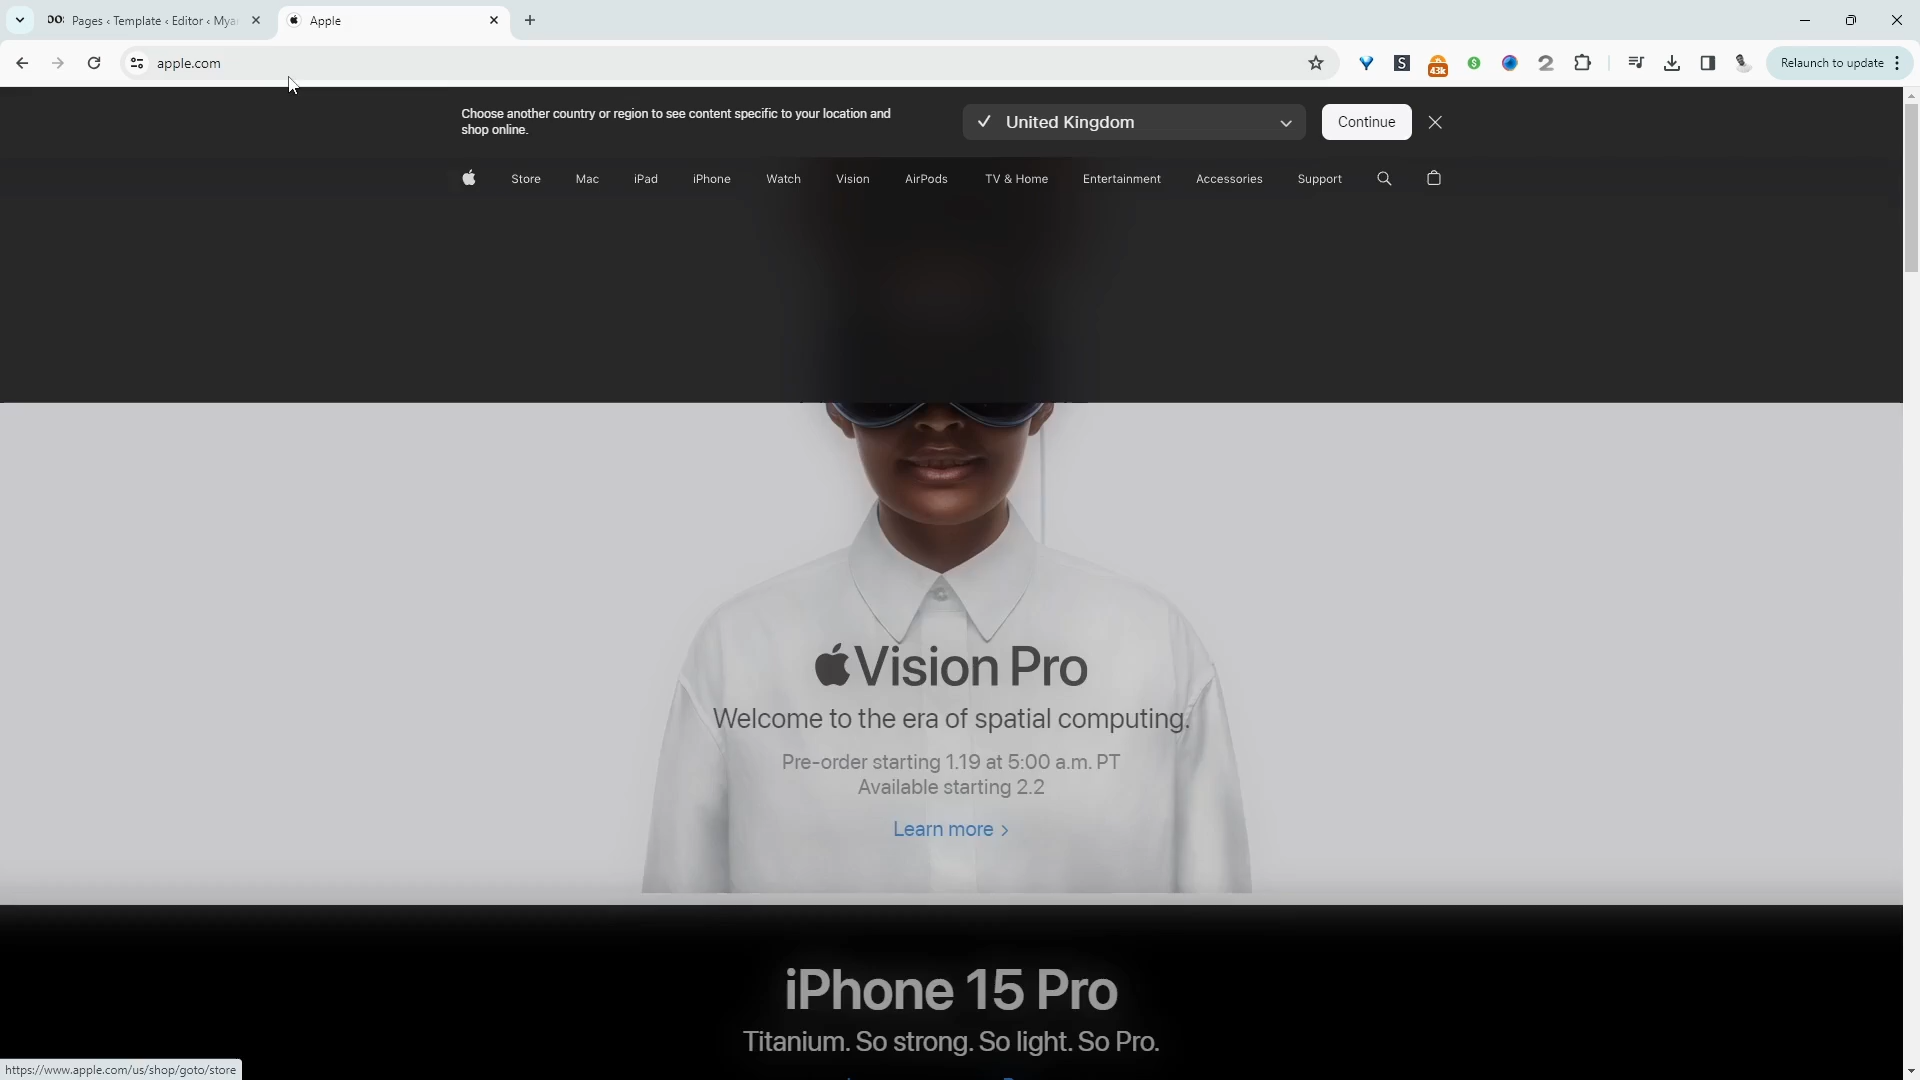 Pages ‹ Template ‹ Editor ‹ Mya
Apple
apple.com
S
43k
Relaunch to update
Choose another country or region to see content specific to your location and
shop online.
United Kingdom
Continue
Store Mac iPad iPhone Watch Vision AirPods TV & Home Entertainment Accessories Support
Vision Pro
Welcome to the era of spatial computing.
Pre-order starting 1.19 at 5:00 a.m. PT
Available starting 2.2
Learn more >
iPhone 15 Pro
Titanium. So strong. So light. So Pro.
https://www.apple.com/us/shop/goto/store